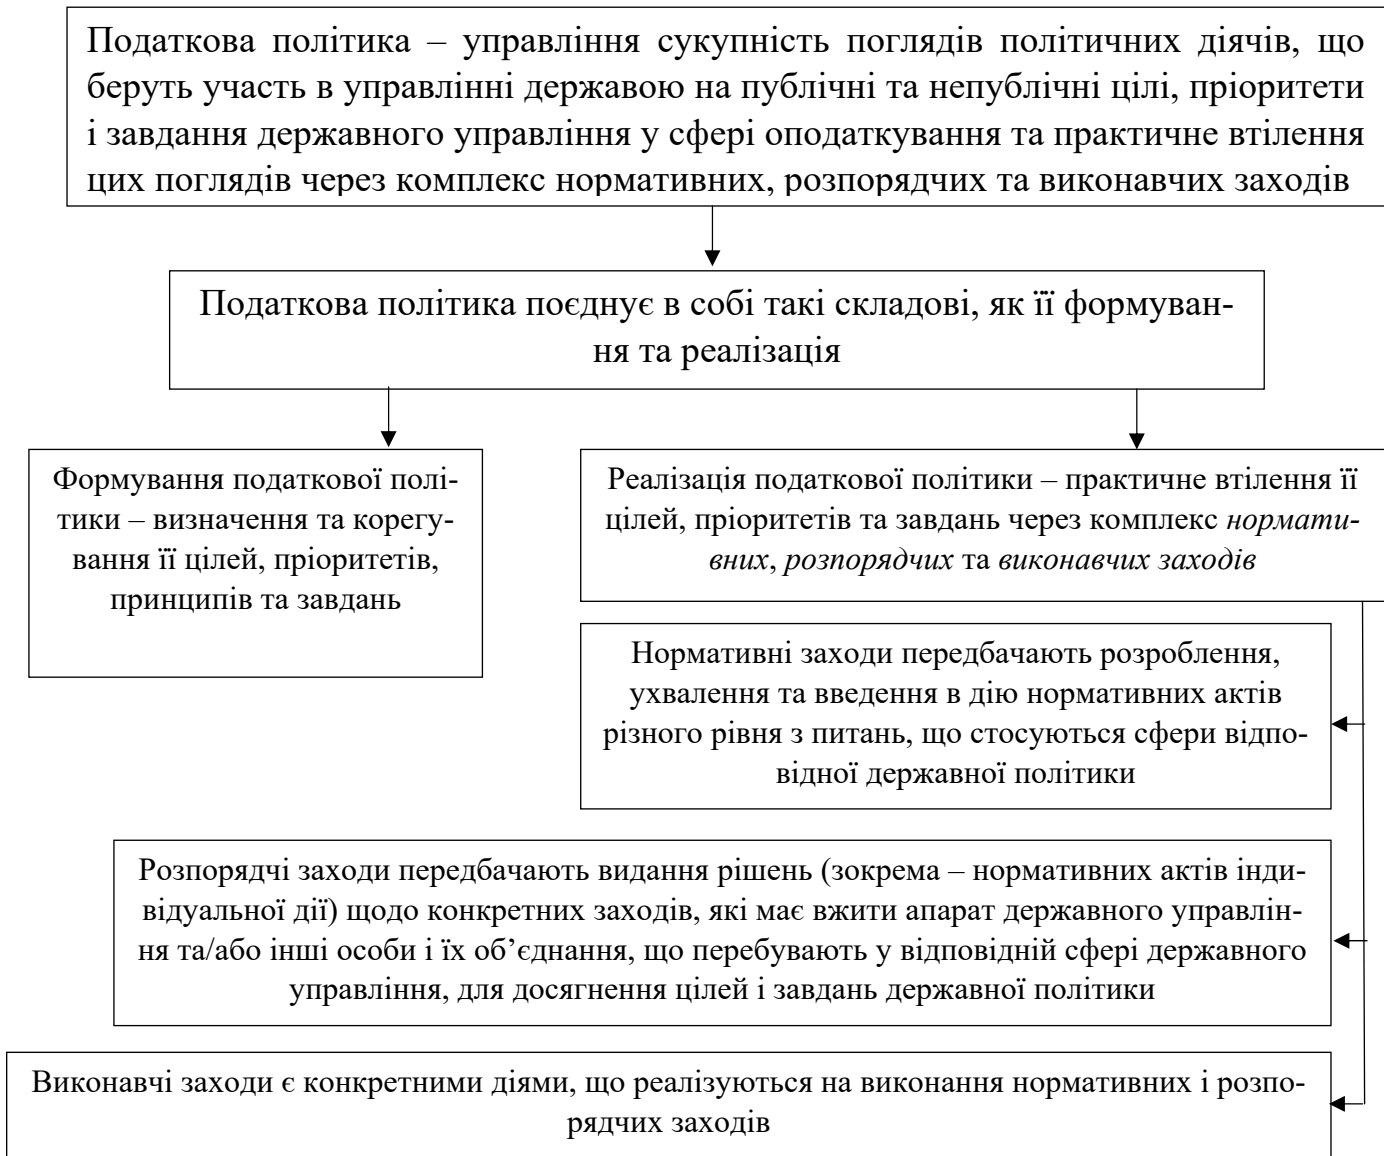 Податкова політика – управління сукупність поглядів політичних діячів, що
беруть участь в управлінні державою на публічні та непублічні цілі, пріоритети
і завдання державного управління у сфері оподаткування та практичне втілення
цих поглядів через комплекс нормативних, розпорядчих та виконавчих заходів
Податкова політика поєднує в собі такі складові, як її формуван-
ня та реалізація
Формування податкової полі-
тики – визначення та корегу-
вання її цілей, пріоритетів,
принципів та завдань
Реалізація податкової політики – практичне втілення її
цілей, пріоритетів та завдань через комплекс нормати-
вних, розпорядчих та виконавчих заходів
Нормативні заходи передбачають розроблення,
ухвалення та введення в дію нормативних актів
різного рівня з питань, що стосуються сфери відпо-
відної державної політики
Розпорядчі заходи передбачають видання рішень (зокрема – нормативних актів інди-
відуальної дії) щодо конкретних заходів, які має вжити апарат державного управлін-
ня та/або інші особи і їх об’єднання, що перебувають у відповідній сфері державного
управління, для досягнення цілей і завдань державної політики
Виконавчі заходи є конкретними діями, що реалізуються на виконання нормативних і розпо-
рядчих заходів